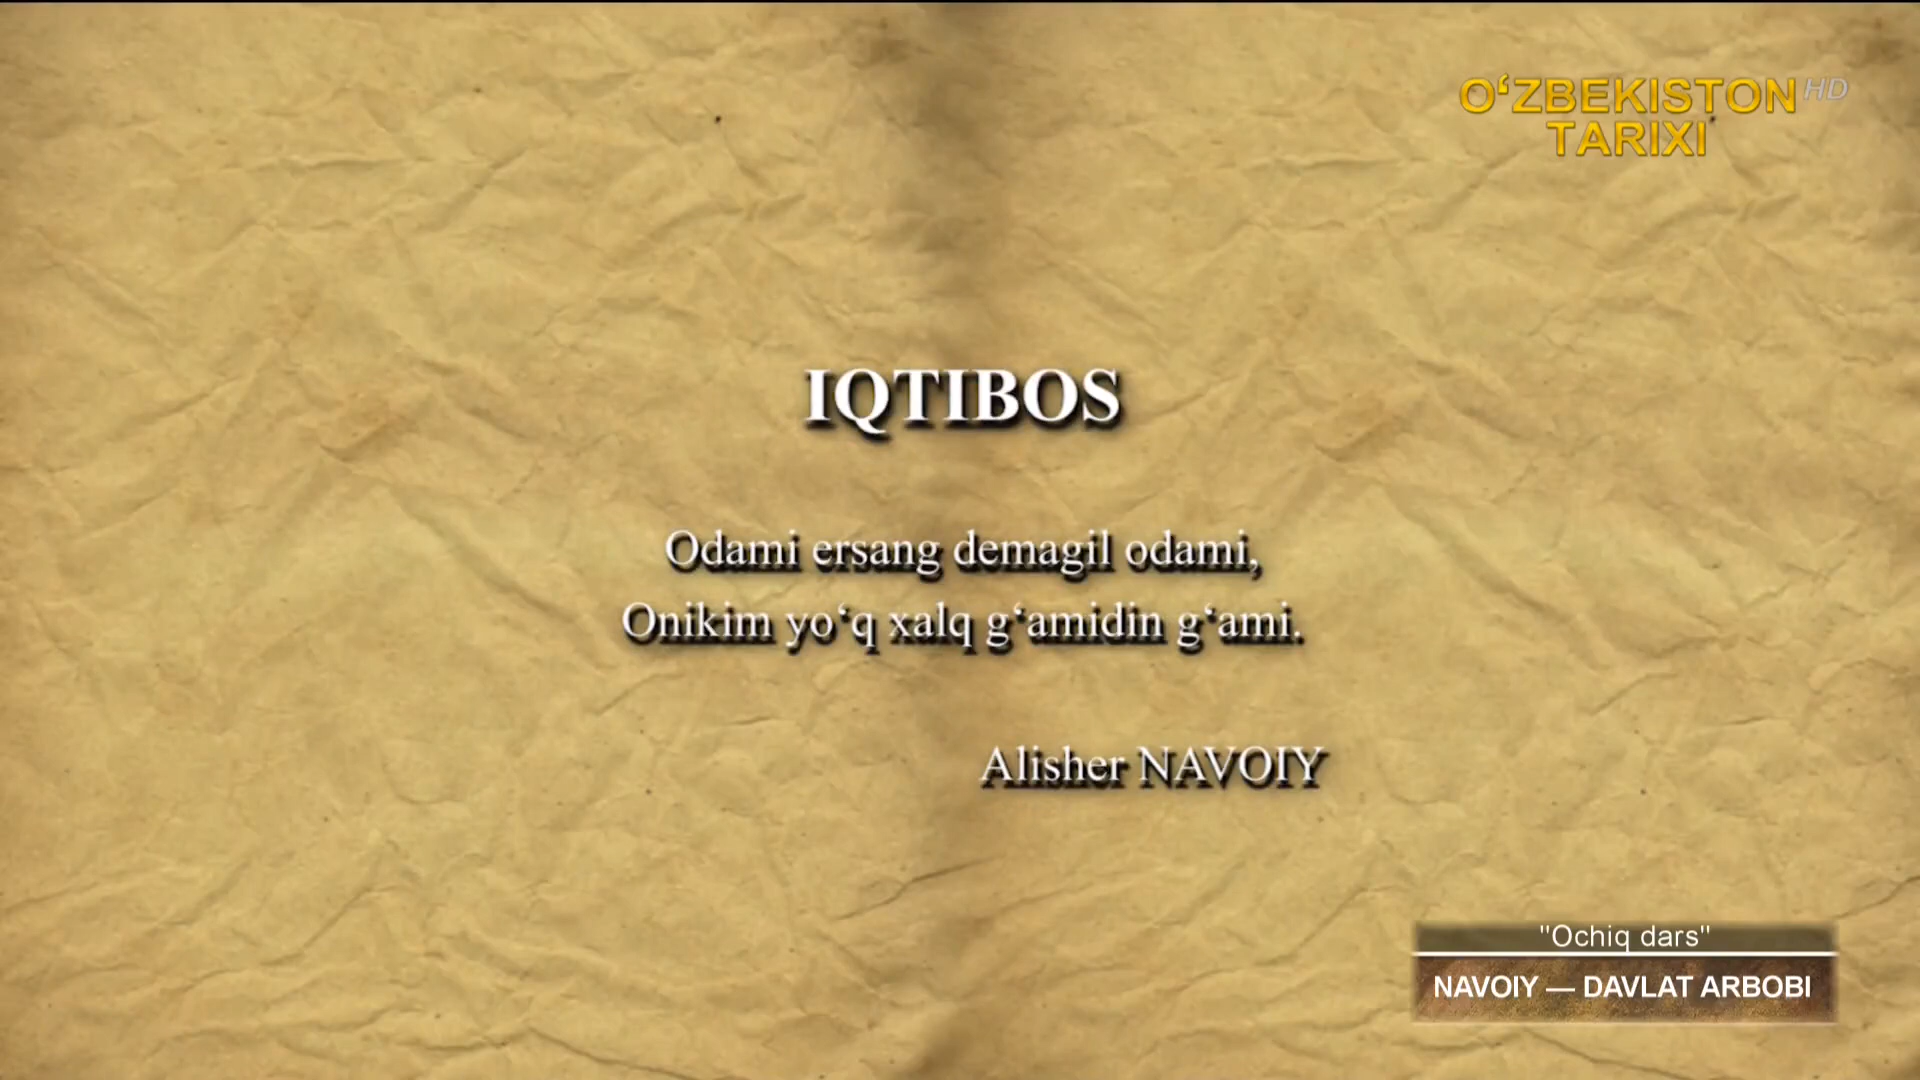 O‘ZBEKISTON HD
TARIXI
IQTIBOS
Odami ersang demagil odami,
Onikim yo‘q xalq g‘amidin g‘ami.
Alisher NAVOIY
"Ochiq dars"
NAVOIY — DAVLAT ARBOBI